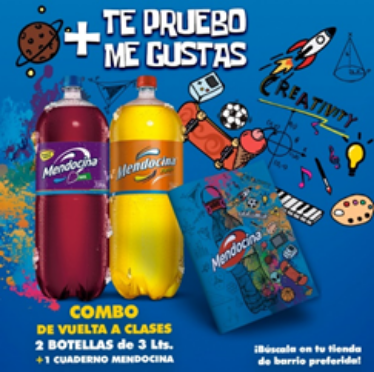 + TE PRUEBO
ME GUSTAS
CREATIVITY
Mendocina
Mendocina
Mendocina
COMBO
DE VUELTA A CLASES
2 BOTELLAS de 3 Lts.
+1 CUADERNO MENDOCINA
¡Búscala en tu tienda
de barrio preferida!